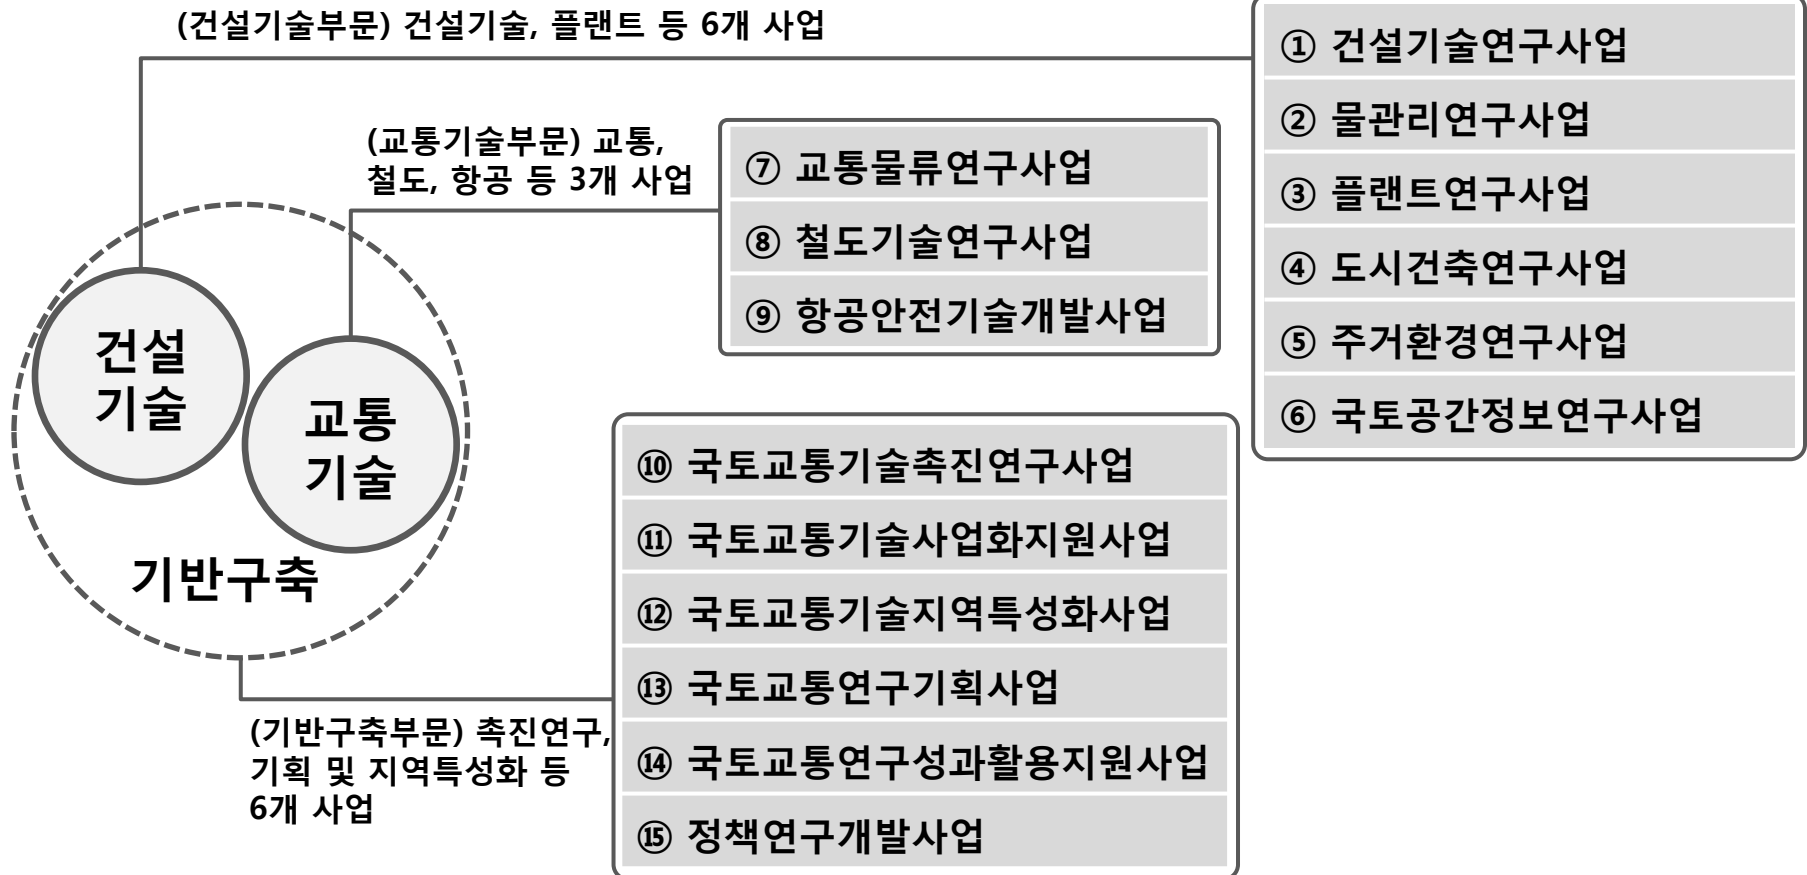 (건설기술부문) 건설기술, 플랜트 등 6개 사업
① 건설기술연구사업
② 물관리연구사업
③ 플랜트연구사업
④ 도시건축연구사업
⑤ 주거환경연구사업
⑥ 국토공간정보연구사업
(교통기술부문) 교통,
철도, 항공 등 3개 사업
⑦ 교통물류연구사업
⑧ 철도기술연구사업
⑨ 항공안전기술개발사업
건설
기술
교통
기술
기반구축
(기반구축부문) 촉진연구,
기획 및 지역특성화 등
6개 사업
⑩ 국토교통기술촉진연구사업
⑪ 국토교통기술사업화지원사업
⑫ 국토교통기술지역특성화사업
⑬ 국토교통연구기획사업
⑭ 국토교통연구성과활용지원사업
⑮ 정책연구개발사업